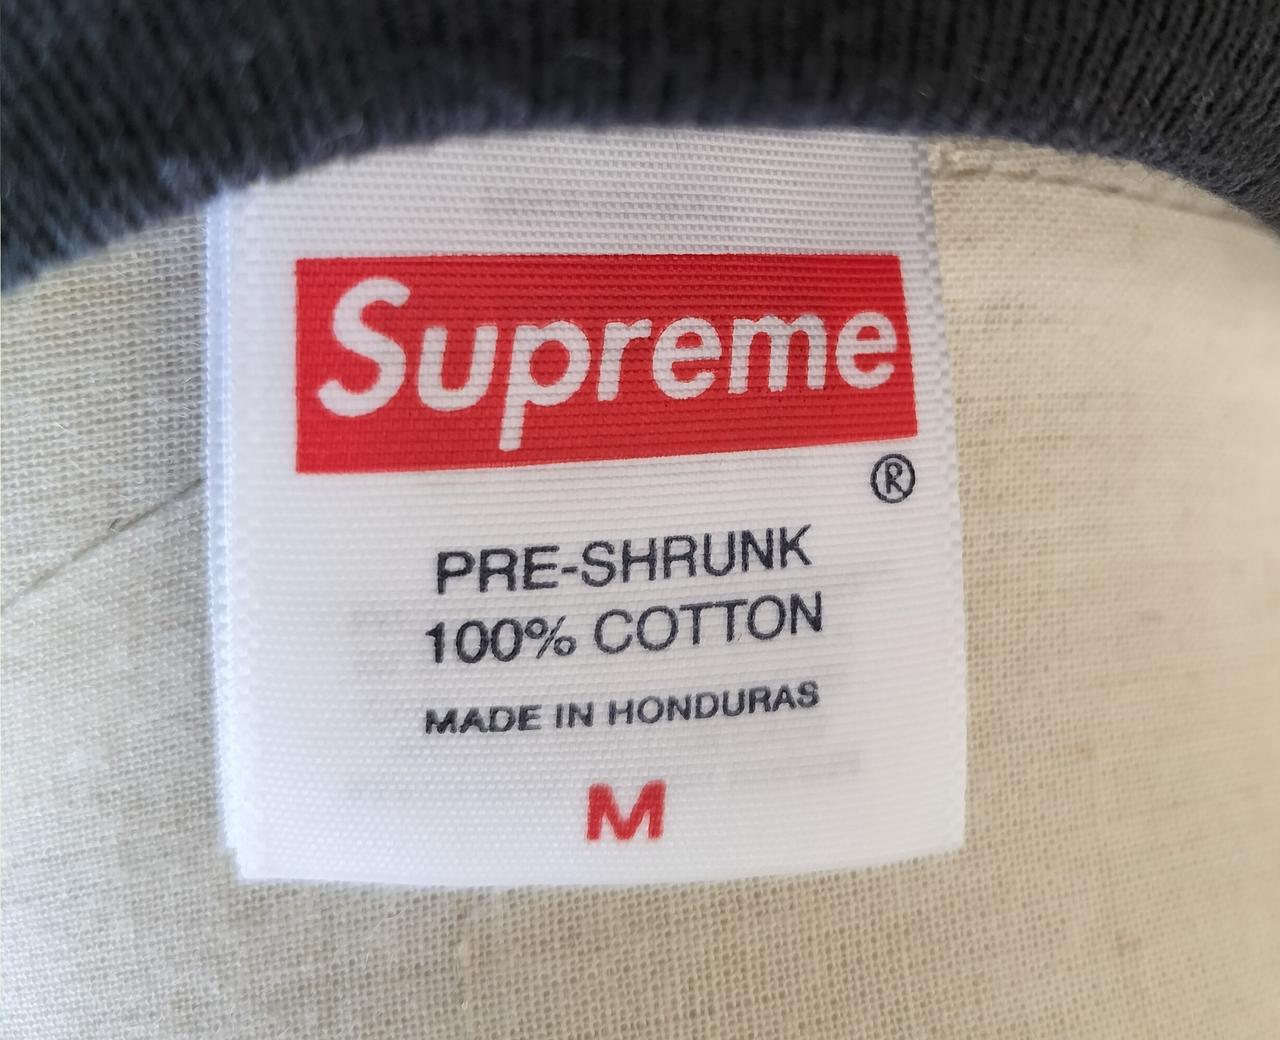 Supreme
®
PRE-SHRUNK
100% COTTON
MADE IN HONDURAS
M